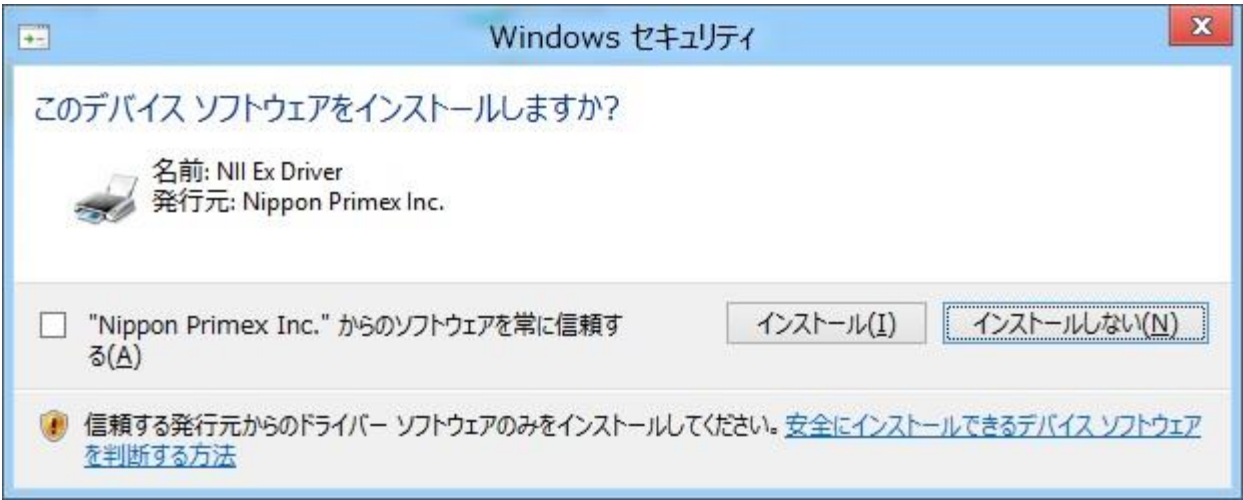 Windows セキュリティ
このデバイス ソフトウェアをインストールしますか?
名前: NII Ex Driver
発行元: Nippon Primex Inc.
"Nippon Primex Inc." からのソフトウェアを常に信頼す
る(A)
インストール(I)
インストールしない(N)
信頼する発行元からのドライバー ソフトウェアのみをインストールしてください。安全にインストールできるデバイス ソフトウェア
を判断する方法